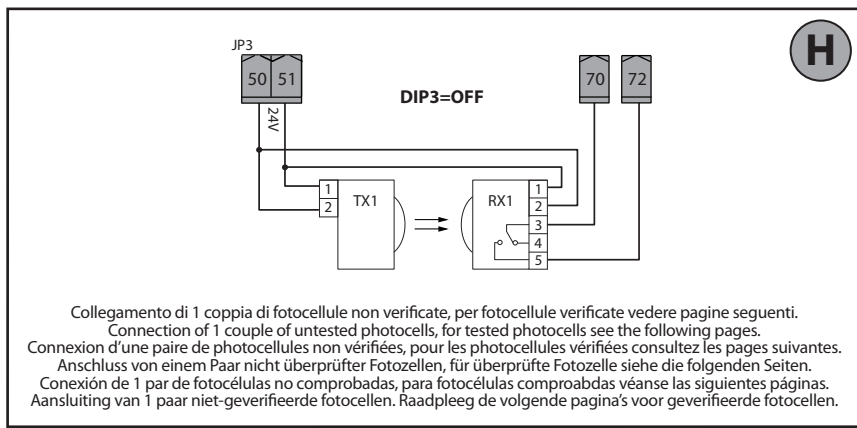 H
JP3
50 51
70 72
DIP3=OFF
24V
1
2
TX1
RX1
1
2
3
4
5
Collegamento di 1 coppia di fotocellule non verificate, per fotocellule verificate vedere pagine seguenti.
Connection of 1 couple of untested photocells, for tested photocells see the following pages.
Connexion d'une paire de photocellules non vérifiées, pour les photocellules vérifiées consultez les pages suivantes.
Anschluss von einem Paar nicht überprüfter Fotozellen, für überprüfte Fotozelle siehe die folgenden Seiten.
Conexión de 1 par de fotocélulas no comprobadas, para fotocélulas comproabdas véanse las siguientes páginas.
Aansluiting van 1 paar niet-geverifieerde fotocellen. Raadpleeg de volgende pagina's voor geverifieerde fotocellen.